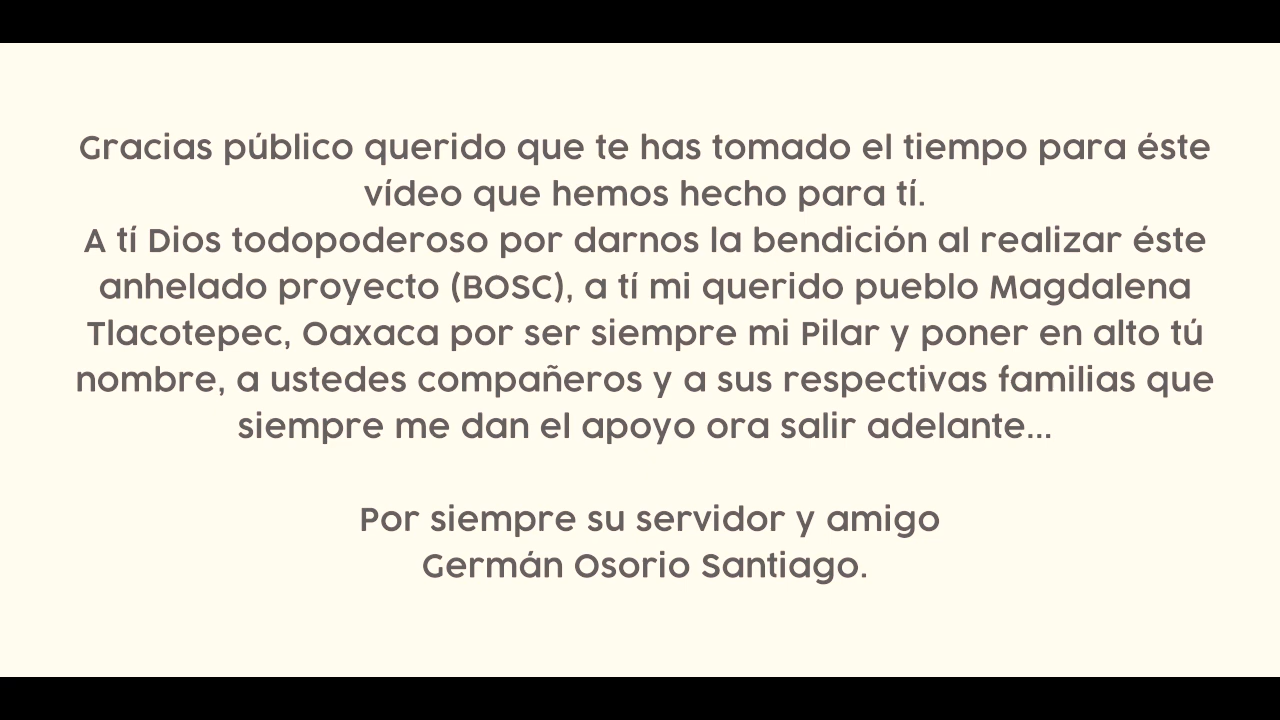 Gracias público querido que te has tomado el tiempo para éste
vídeo que hemos hecho para tí.
A tí Dios todopoderoso por darnos la bendición al realizar éste
anhelado proyecto (BOSC), a tí mi querido pueblo Magdalena
Tlacotepec, Oaxaca por ser siempre mi Pilar y poner en alto tú
nombre, a ustedes compañeros y a sus respectivas familias que
siempre me dan el apoyo ora salir adelante...
Por siempre su servidor y amigo
Germán Osorio Santiago.